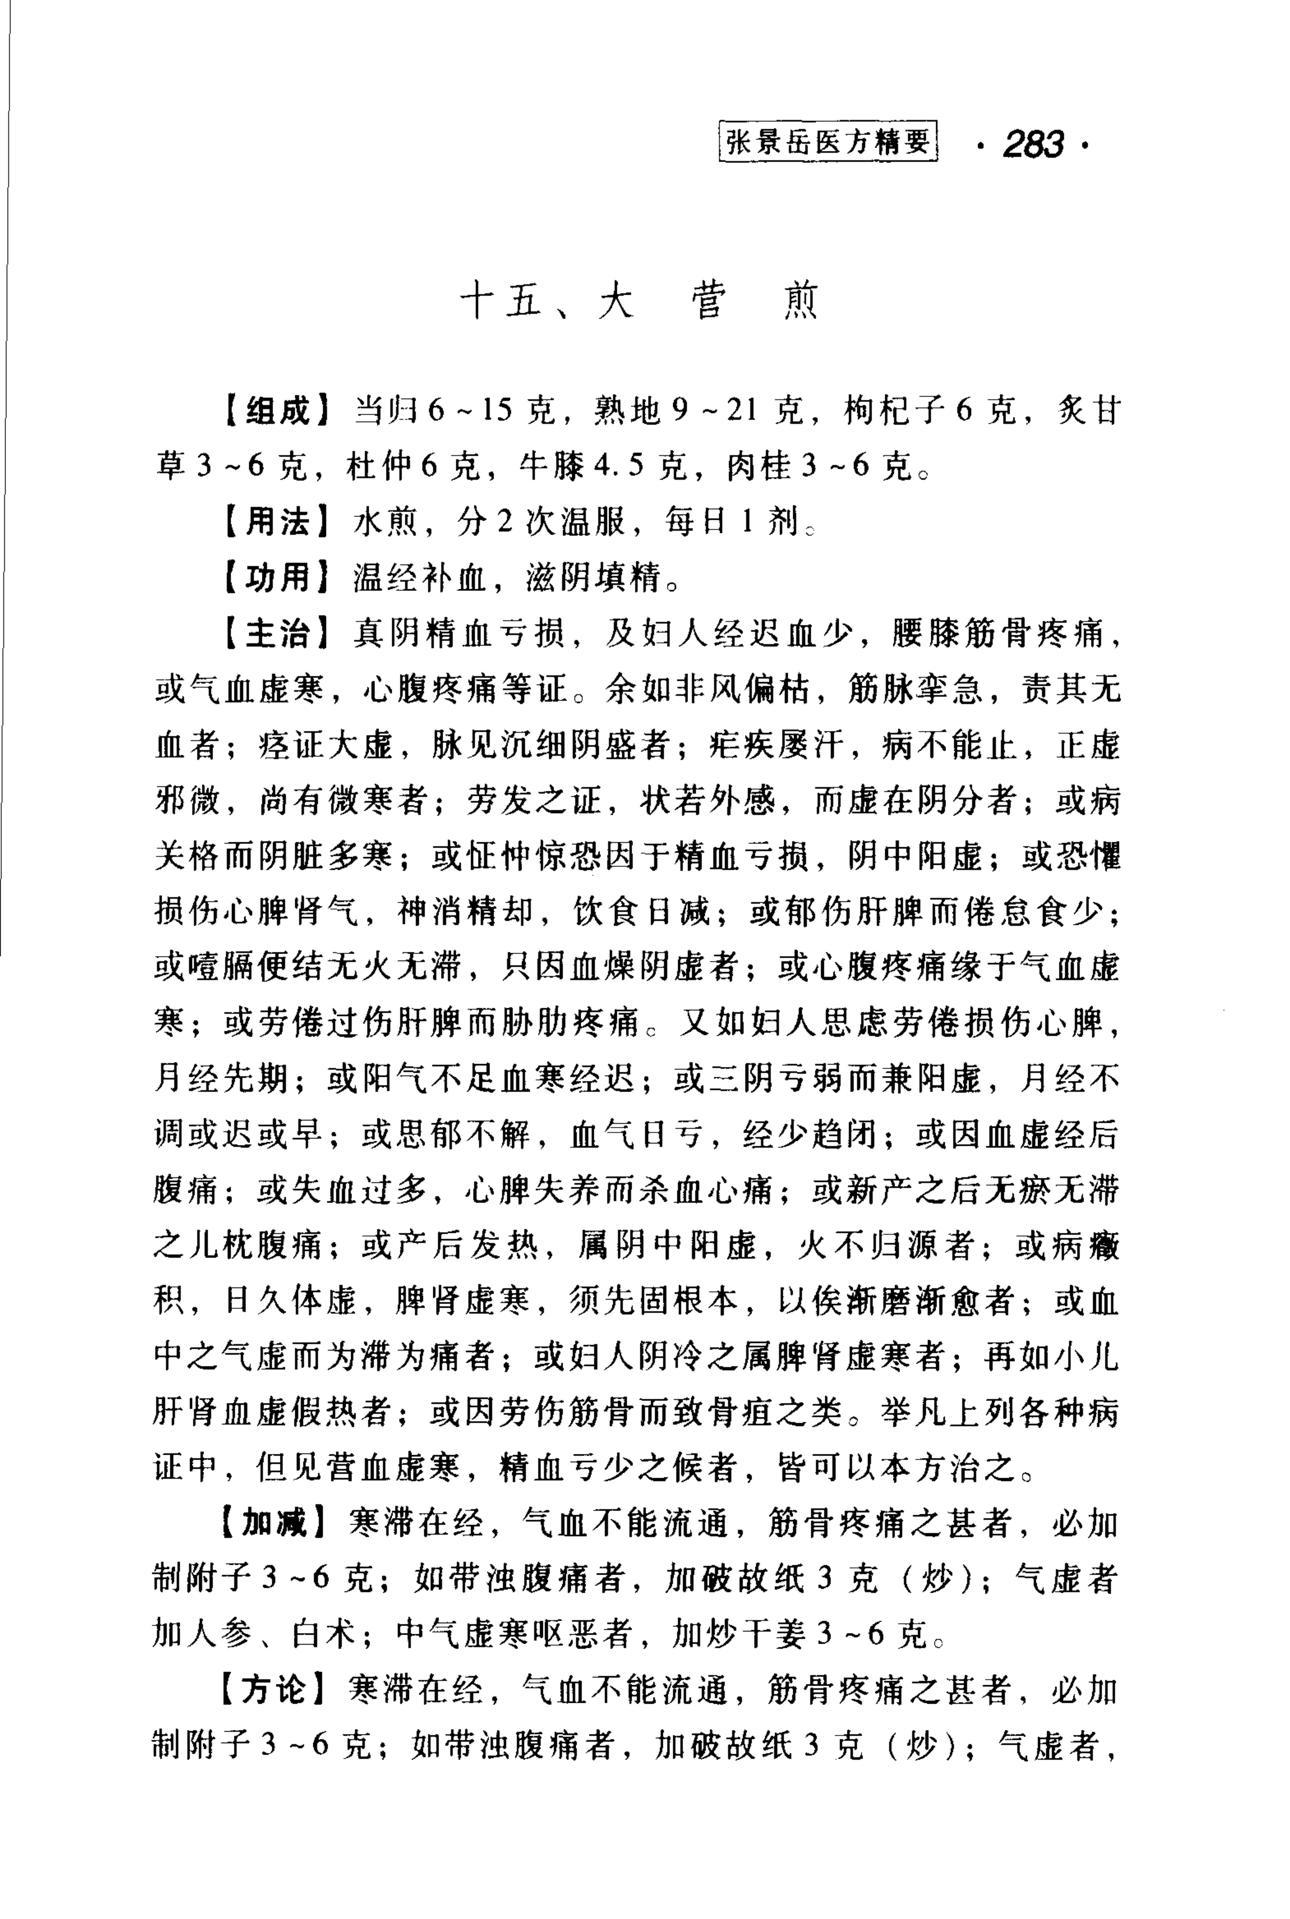 张景岳医方精要 ·283·
十五、大 营 煎
【组成】当归6～15克，熟地9～21克，枸杞子6克，炙甘
草3～6克，杜仲6克，牛膝4.5克，肉桂3～6克。
【用法】水煎，分2次温服，每日1剂。
【功用】温经补血，滋阴填精。
【主治】真阴精血亏损，及妇人经迟血少，腰膝筋骨疼痛，
或气血虚寒，心腹疼痛等证。余如非风偏枯，筋脉挛急，责其无
血者；痉证大虚，脉见沉细阴盛者；疟疾屡汗，病不能止，正虚
邪微，尚有微寒者；劳发之证，状若外感，而虚在阴分者；或病
关格而阴脏多寒；或怔忡惊恐因于精血亏损，阴中阳虚；或恐惧
损伤心脾肾气，神消精却，饮食日减；或郁伤肝脾而倦怠食少；
或噎膈便结无火无滞，只因血燥阴虚者；或心腹疼痛缘于气血虚
寒；或劳倦过伤肝脾而胁肋疼痛。又如妇人思虑劳倦损伤心脾，
月经先期；或阳气不足血寒经迟；或三阴亏弱而兼阳虚，月经不
调或迟或早；或思郁不解，血气日亏，经少趋闭；或因血虚经后
腹痛；或失血过多，心脾失养而杀血心痛；或新产之后无瘀无滞
之儿枕腹痛；或产后发热，属阴中阳虚，火不归源者；或病癥
积，日久体虚，脾肾虚寒，须先固根本，以俟渐磨渐愈者；或血
中之气虚而为滞为痛者；或妇人阴冷之属脾肾虚寒者；再如小儿
肝肾血虚假热者；或因劳伤筋骨而致骨疽之类。举凡上列各种病
证中，但见营血虚寒，精血亏少之候者，皆可以本方治之。
【加减】寒滞在经，气血不能流通，筋骨疼痛之甚者，必加
制附子3～6克；如带浊腹痛者，加破故纸3克（炒）；气虚者
加人参、白术；中气虚寒呕恶者，加炒干姜3～6克。
【方论】寒滞在经，气血不能流通，筋骨疼痛之甚者，必加
制附子3～6克；如带浊腹痛者，加破故纸3克（炒）；气虚者，